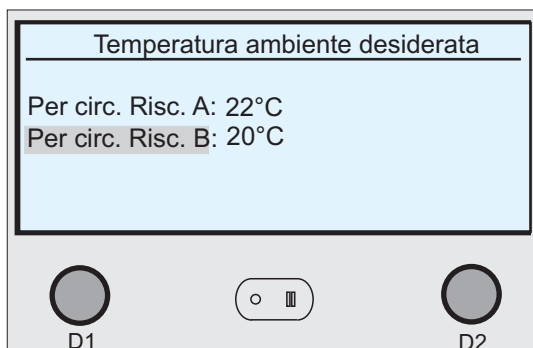 Temperatura ambiente desiderata
Per circ. Risc. A: 22°C
Per circ. Risc. B: 20°C
D1
D2